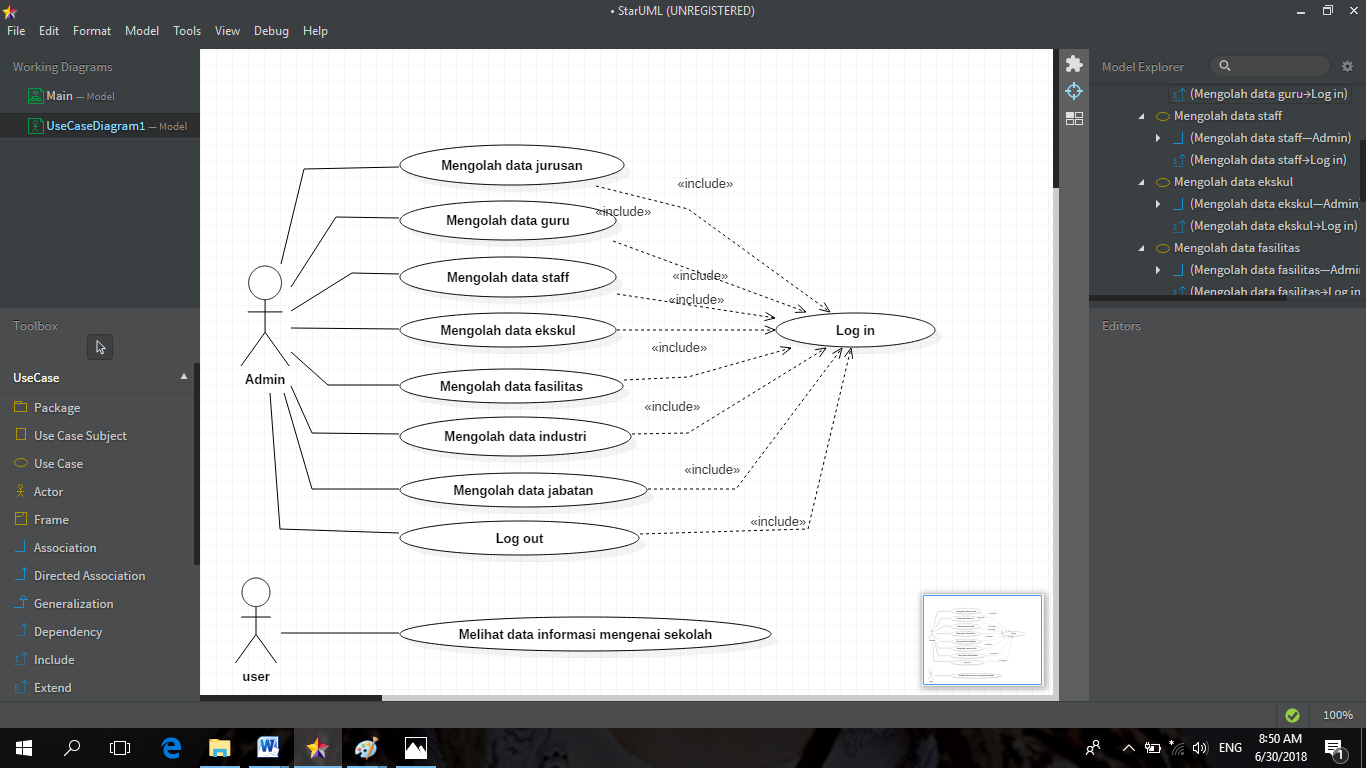 • StarUML (UNREGISTERED)
File Edit Format Model Tools View Debug Help
Working Diagrams
Main — Model
UseCaseDiagram1 — Model
Toolbox
UseCase
Package
Use Case Subject
Use Case
Actor
Frame
Association
Directed Association
Generalization
Dependency
Include
Extend
Mengolah data jurusan
«include»
Mengolah data guru
«include»
Mengolah data staff
«include»
«include»
Mengolah data ekskul
Log in
«include»
Admin
Mengolah data fasilitas
«include»
Mengolah data industri
«include»
Mengolah data jabatan
«include»
Log out
Melihat data informasi mengenai sekolah
user
Model Explorer
(Mengolah data guru→Log in)
Mengolah data staff
(Mengolah data staff—Admin)
(Mengolah data staff→Log in)
Mengolah data ekskul
(Mengolah data ekskul—Admin
(Mengolah data ekskul→Log in)
Mengolah data fasilitas
(Mengolah data fasilitas—Admi
(Mengolah data fasilitas→Log in
Editors
100%
ENG
8:50 AM
6/30/2018
1